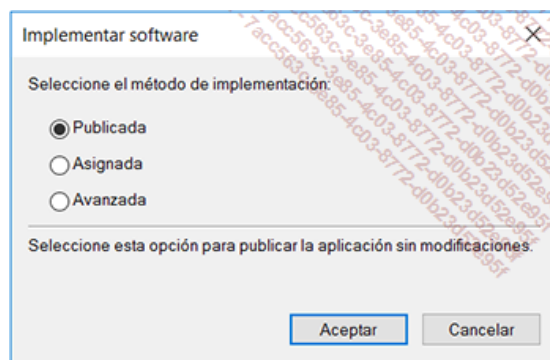 Implementar software
Seleccione el método de implementación:
Publicada
Asignada
Avanzada
Seleccione esta opción para publicar la aplicación sin modificaciones.
Aceptar
Cancelar